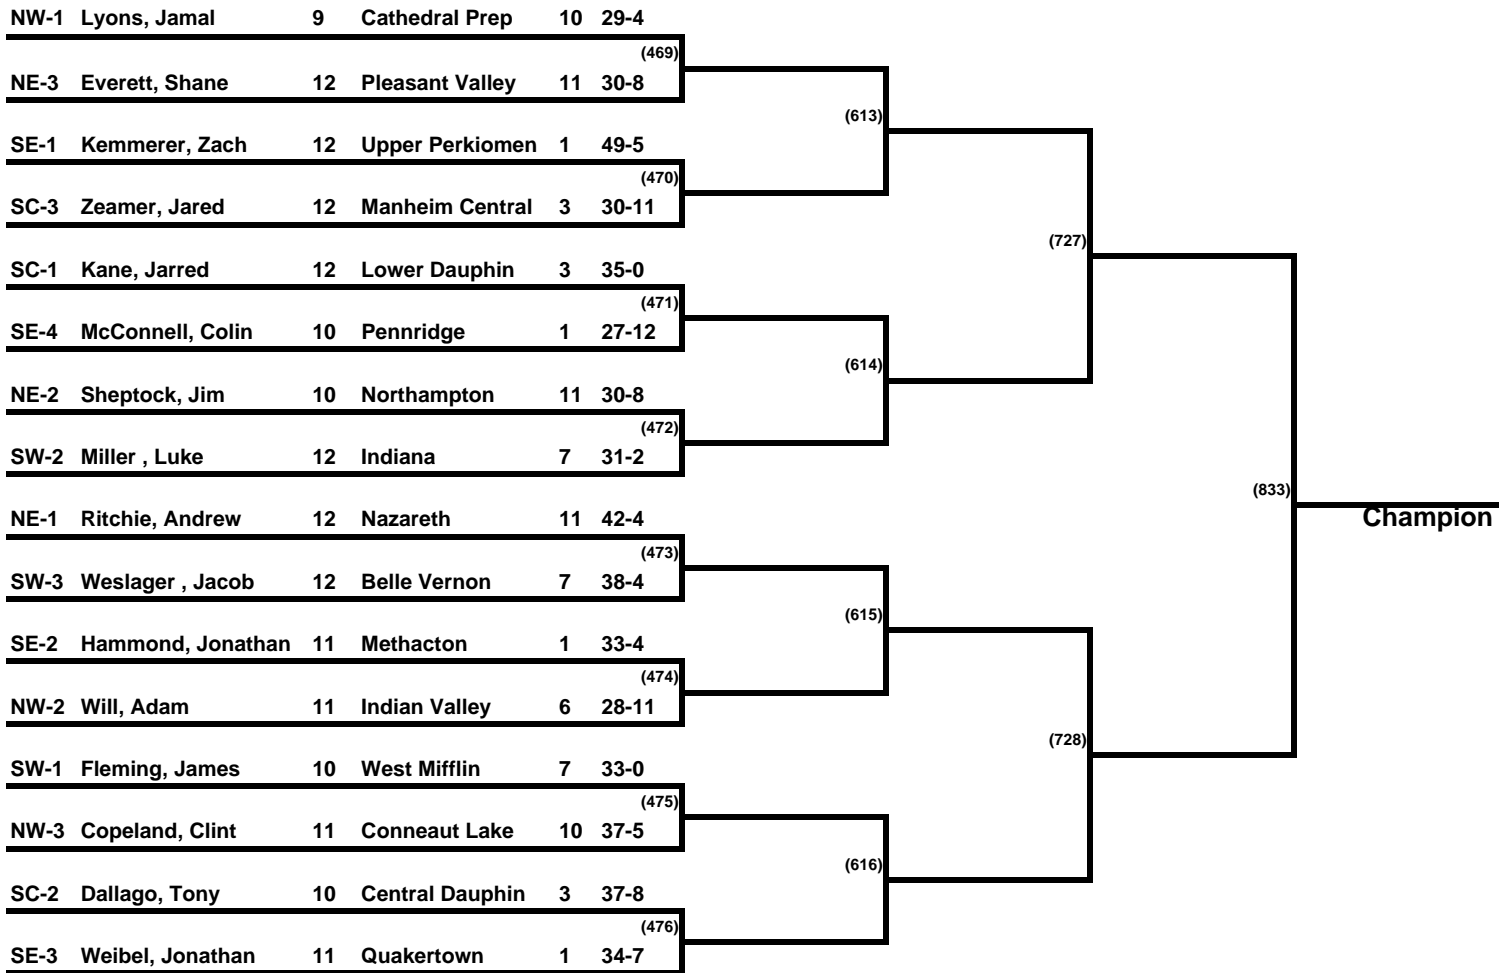 NW-1 Lyons, Jamal 9 Cathedral Prep 10 29-4
(469)
NE-3 Everett, Shane 12 Pleasant Valley 11 30-8
(613)
SE-1 Kemmerer, Zach 12 Upper Perkiomen 1 49-5
(470)
SC-3 Zeamer, Jared 12 Manheim Central 3 30-11
(727)
SC-1 Kane, Jarred 12 Lower Dauphin 3 35-0
(471)
SE-4 McConnell, Colin 10 Pennridge 1 27-12
(614)
NE-2 Sheptock, Jim 10 Northampton 11 30-8
(472)
SW-2 Miller , Luke 12 Indiana 7 31-2
(833)
Champion
NE-1 Ritchie, Andrew 12 Nazareth 11 42-4
(473)
SW-3 Weslager , Jacob 12 Belle Vernon 7 38-4
(615)
SE-2 Hammond, Jonathan 11 Methacton 1 33-4
(474)
NW-2 Will, Adam 11 Indian Valley 6 28-11
(728)
SW-1 Fleming, James 10 West Mifflin 7 33-0
(475)
NW-3 Copeland, Clint 11 Conneaut Lake 10 37-5
(616)
SC-2 Dallago, Tony 10 Central Dauphin 3 37-8
(476)
SE-3 Weibel, Jonathan 11 Quakertown 1 34-7